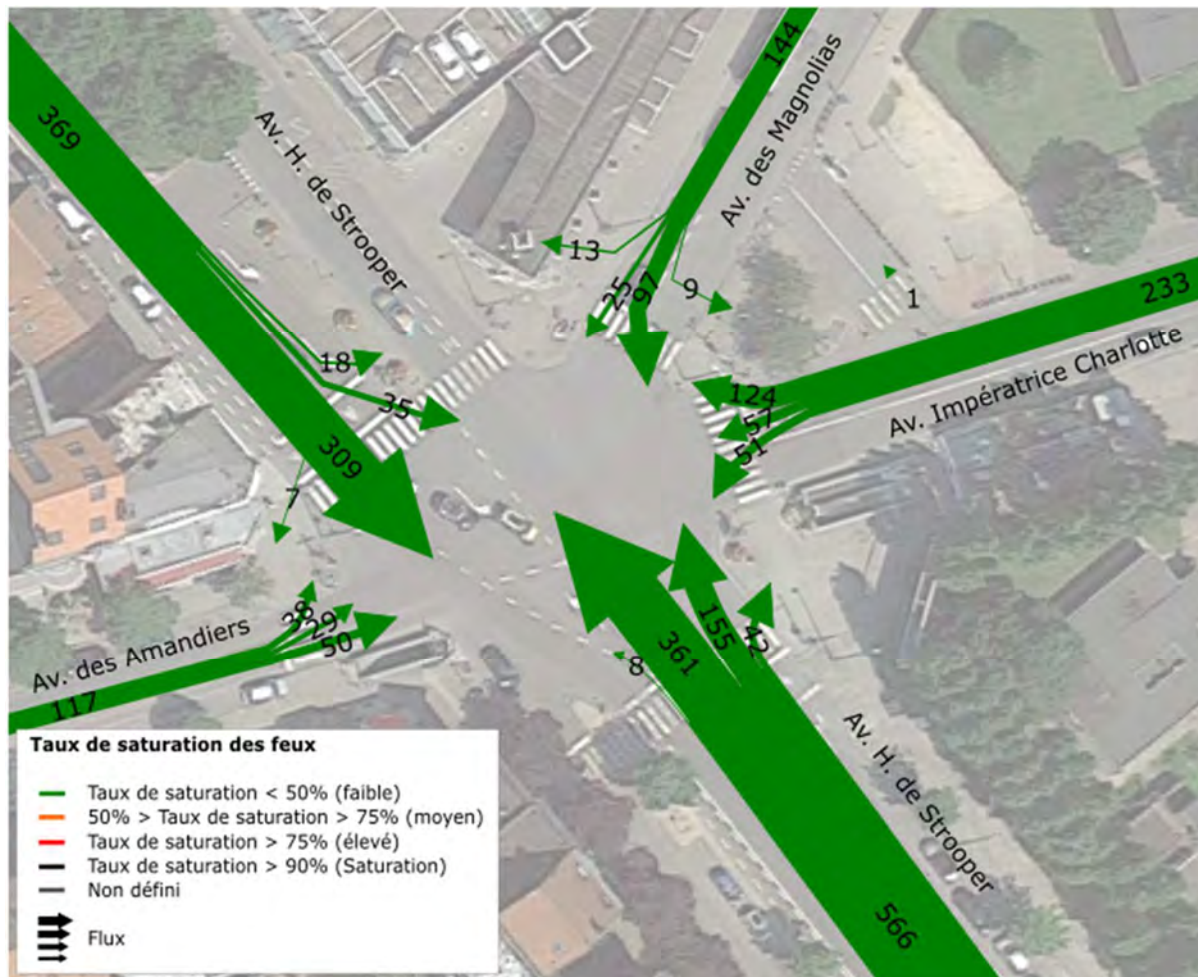 144
369
Av. H. de Strooper
Av. des Magnolias
13
25
97
9
1
233
18
35
124
57
51
Av. Impératrice Charlotte
309
7
38
29
50
Av. des Amandiers
117
8
361
155
42
Av. H. de Strooper
566
Taux de saturation des feux
Taux de saturation < 50% (faible)
50% > Taux de saturation > 75% (moyen)
Taux de saturation > 75% (élevé)
Taux de saturation > 90% (Saturation)
Non défini
Flux